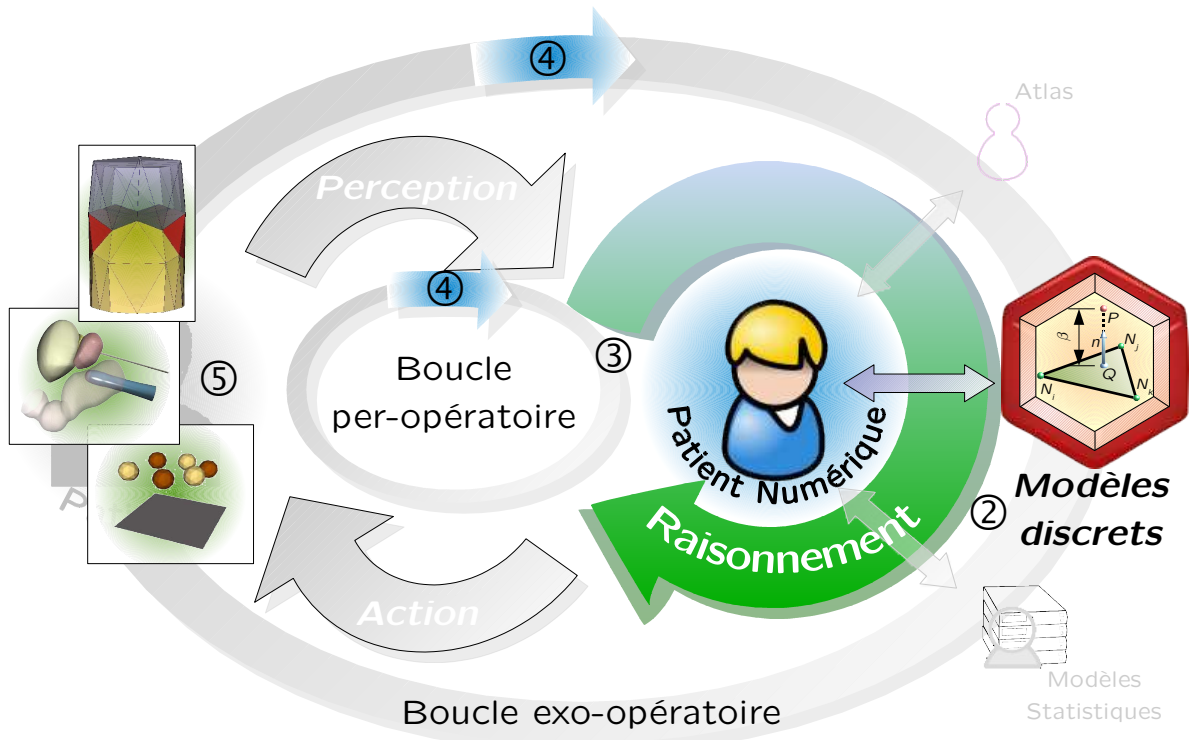 ④
Atlas
Perception
④
P
β
n
N j
Q
N i
N k
③
⑤
Boucle
per-opératoire
Patient Numérique
Modèles
discrets
②
Raisonnement
Action
Modèles
Statistiques
Boucle exo-opératoire